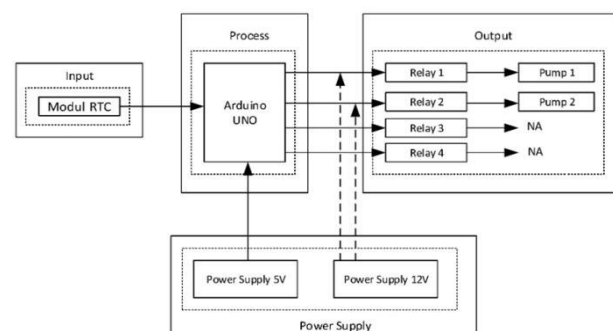 Input
Modul RTC
Process
Arduino
UNO
Output
Relay 1
Pump 1
Relay 2
Pump 2
Relay 3
NA
Relay 4
NA
Power Supply 5V
Power Supply 12V
Power Supply